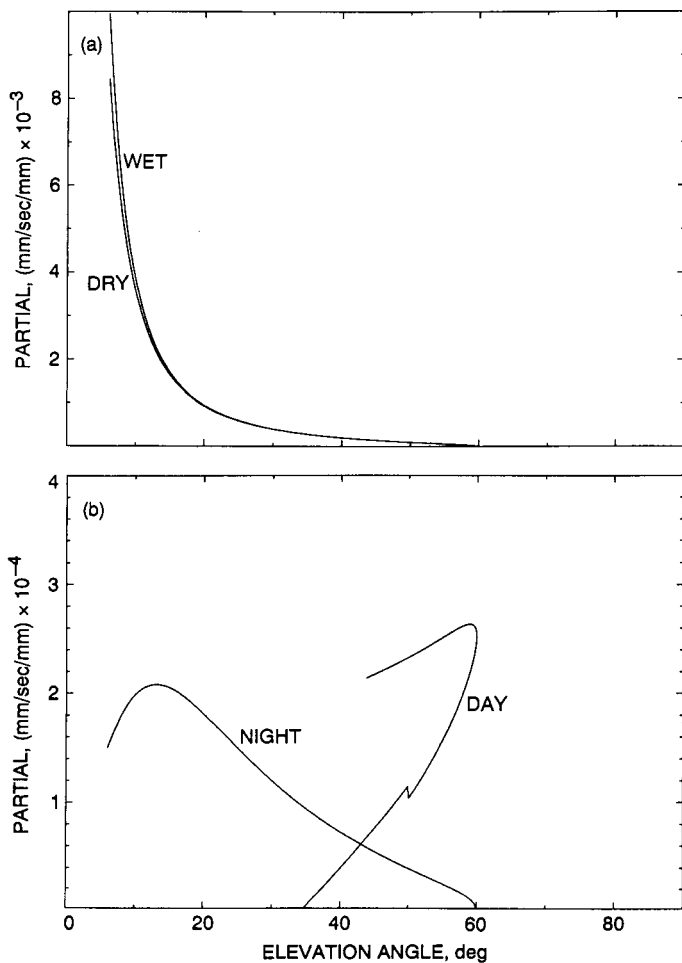 (a)
PARTIAL, (mm/sec/mm) × 10⁻³
8
6
4
2
WET
DRY
(b)
PARTIAL, (mm/sec/mm) × 10⁻⁴
4
3
2
1
NIGHT
DAY
0 20 40 60 80
ELEVATION ANGLE, deg